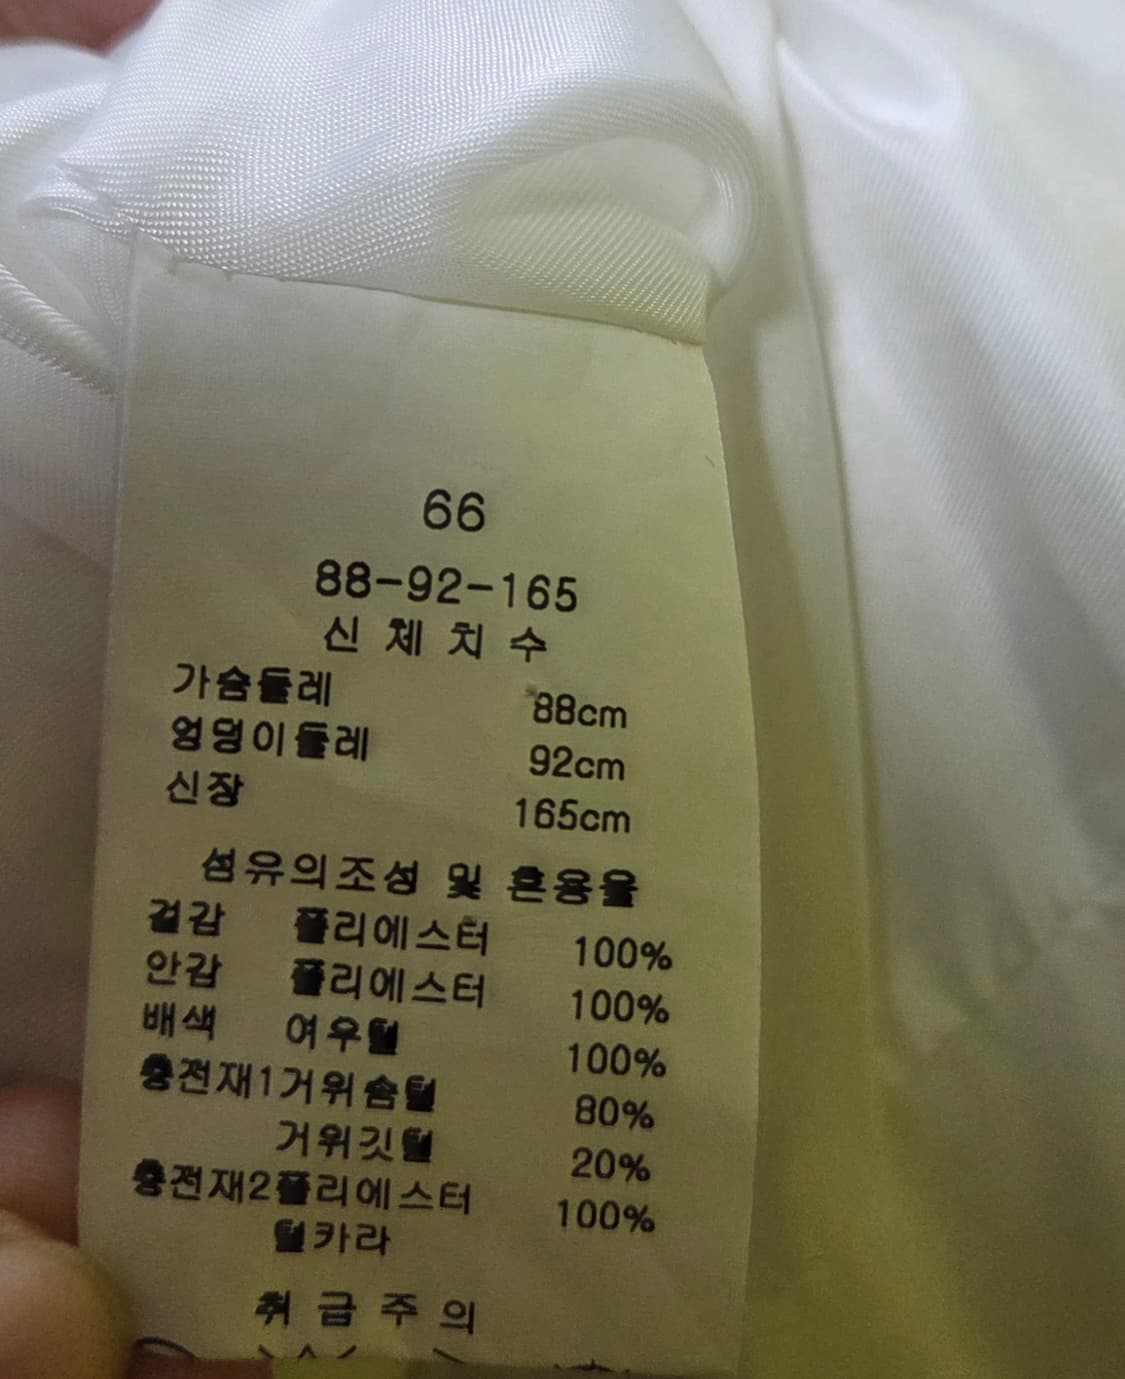 66
88-92-165
신체치수
가슴둘레 88cm
엉덩이둘레 92cm
신장 165cm
섬유의조성 및 혼용율
겉감 폴리에스터 100%
안감 폴리에스터 100%
배색 여우털 100%
충전재1 거위솜털 80%
거위깃털 20%
충전재2 폴리에스터 100%
털카라
취급주의